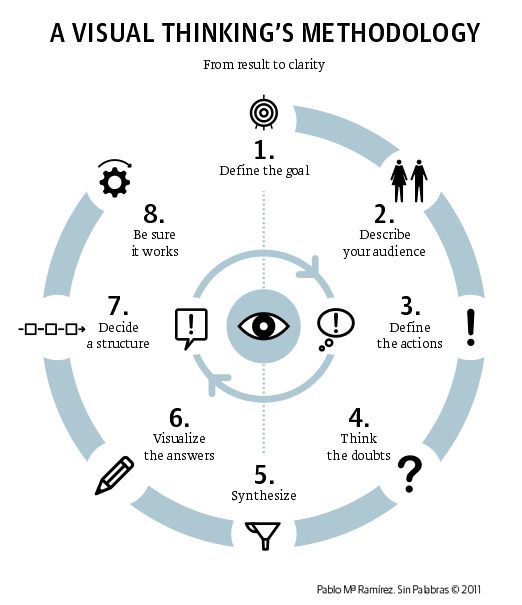 A VISUAL THINKING'S METHODOLOGY
From result to clarity
1.
Define the goal
2.
Describe
your audience
3.
Define
the actions
4.
Think
the doubts
5.
Synthesize
6.
Visualize
the answers
7.
Decide
a structure
8.
Be sure
it works
!
!
!
?
Pablo Mª Ramírez. Sin Palabras © 2011